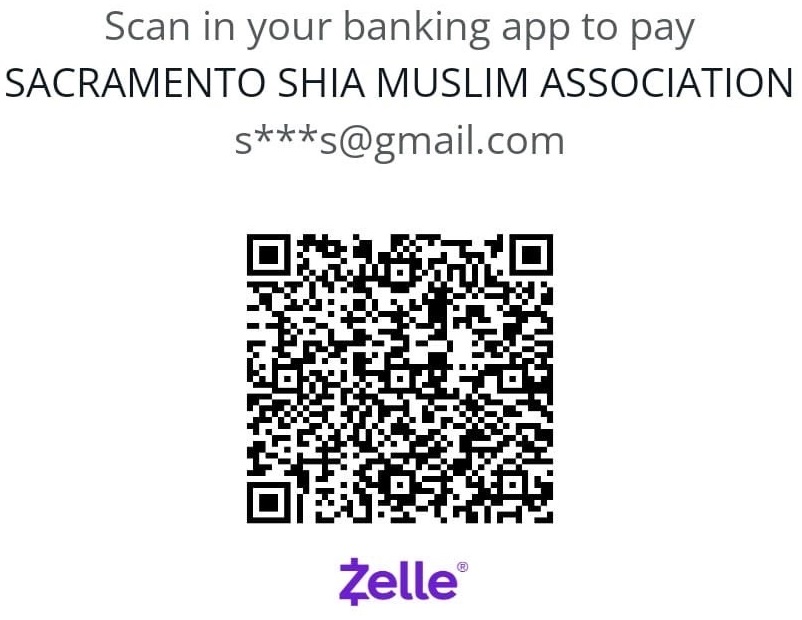 Scan in your banking app to pay
SACRAMENTO SHIA MUSLIM ASSOCIATION
s***s@gmail.com
Zelle®